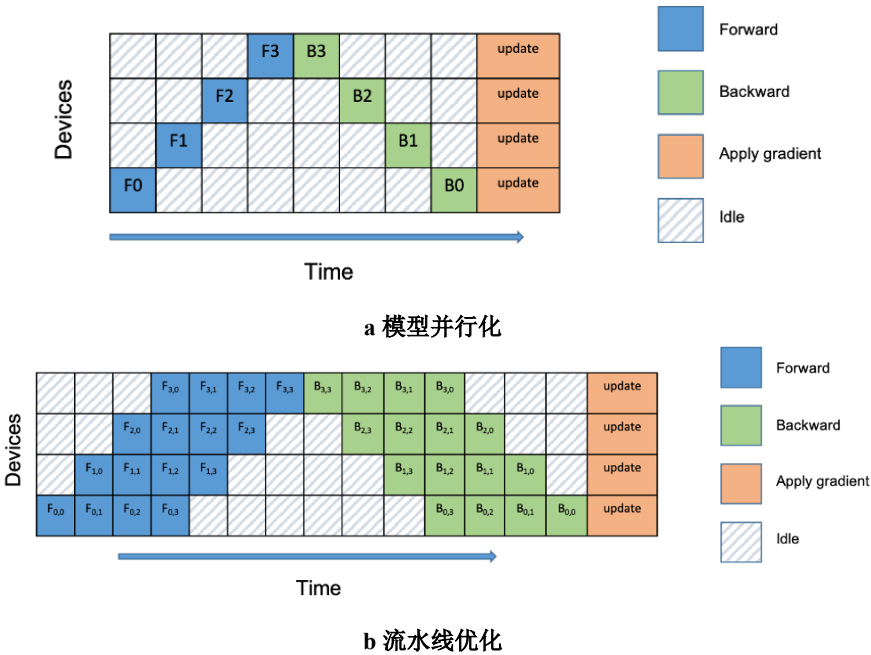 F3 B3 update
F2 B2 update
F1 B1 update
F0 B0 update
Devices
Time
Forward
Backward
Apply gradient
Idle
a 模型并行化
F3,0 F3,1 F3,2 F3,3 B3,3 B3,2 B3,1 B3,0 update
F2,0 F2,1 F2,2 F2,3 B2,3 B2,2 B2,1 B2,0 update
F1,0 F1,1 F1,2 F1,3 B1,3 B1,2 B1,1 B1,0 update
F0,0 F0,1 F0,2 F0,3 B0,3 B0,2 B0,1 B0,0 update
Devices
Time
Forward
Backward
Apply gradient
Idle
b 流水线优化